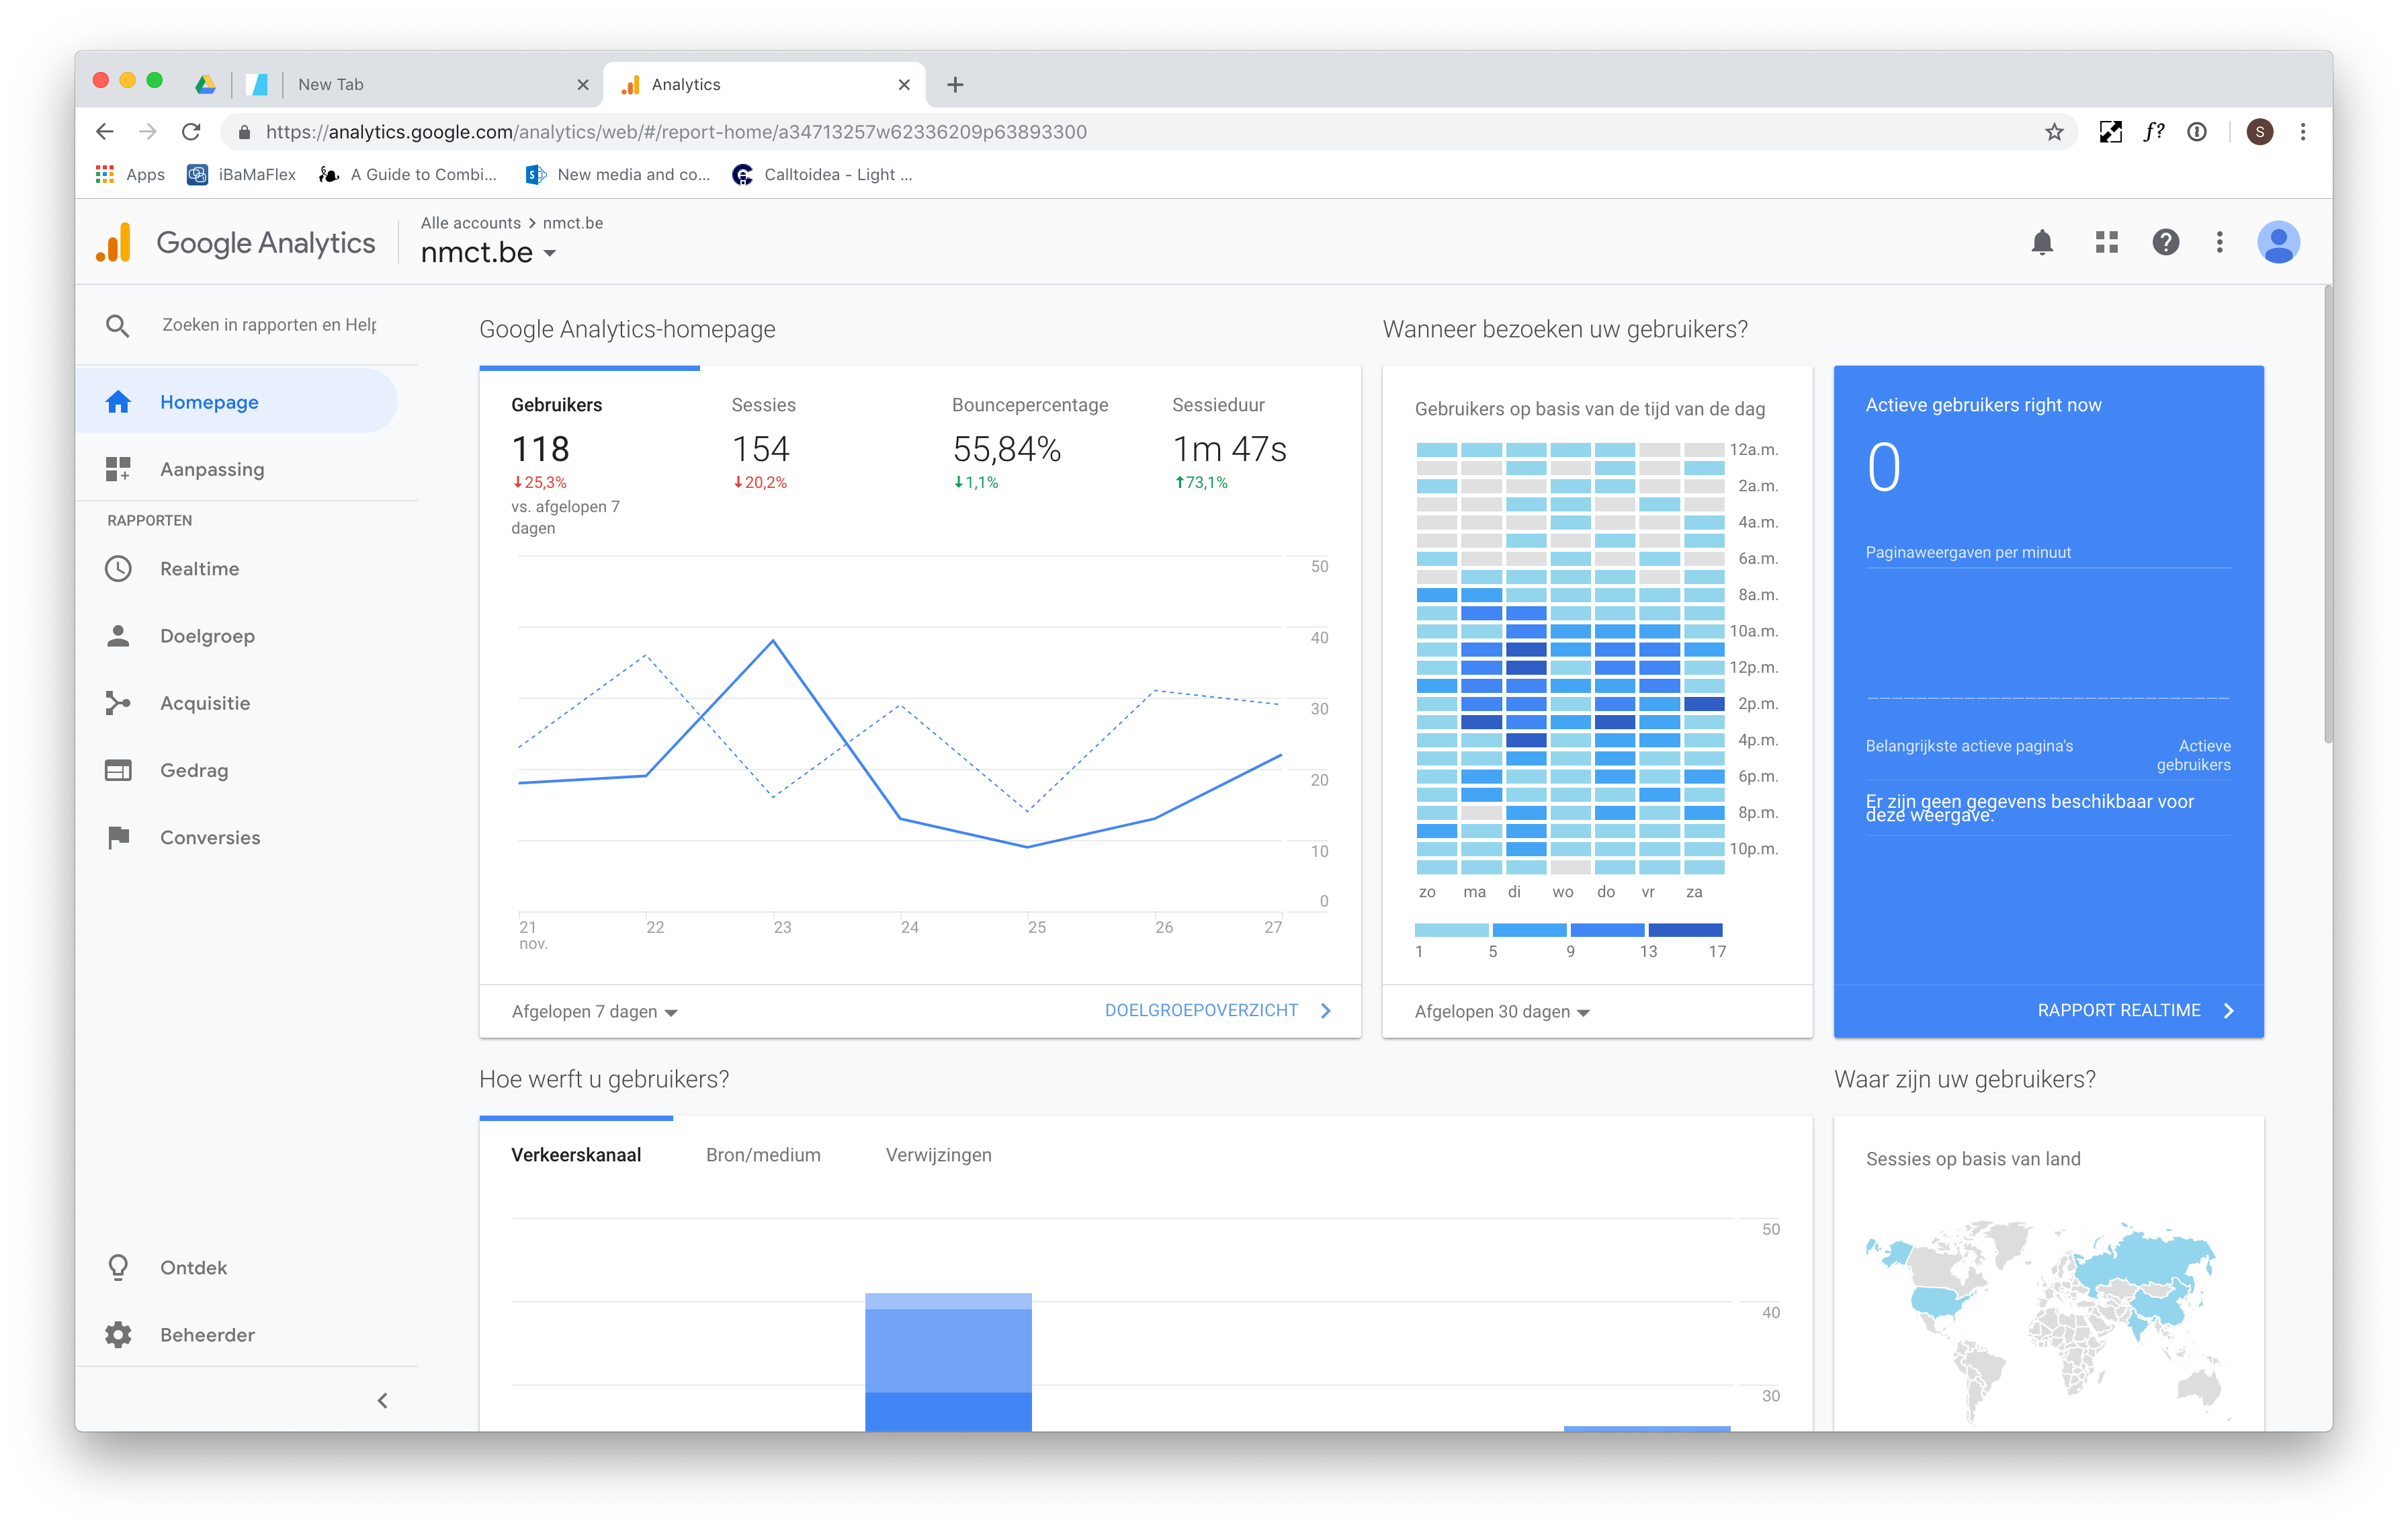 New Tab
Analytics
https://analytics.google.com/analytics/web/#/report-home/a34713257w62336209p63893300
f?
S
Apps
iBaMaFlex
A Guide to Combi...
New media and co...
Calltoidea - Light ...
Google Analytics
Alle accounts > nmct.be
nmct.be
Zoeken in rapporten en Help
Homepage
Aanpassing
RAPPORTEN
Realtime
Doelgroep
Acquisitie
Gedrag
Conversies
Ontdek
Beheerder
Google Analytics-homepage
Gebruikers
118
25,3%
vs. afgelopen 7
dagen
Sessies
154
20,2%
Bouncepercentage
55,84%
1,1%
Sessieduur
1m 47s
73,1%
50
40
30
20
10
0
21
nov.
22
23
24
25
26
27
Afgelopen 7 dagen
DOELGROEPOVERZICHT
Wanneer bezoeken uw gebruikers?
Gebruikers op basis van de tijd van de dag
12a.m.
2a.m.
4a.m.
6a.m.
8a.m.
10a.m.
12p.m.
2p.m.
4p.m.
6p.m.
8p.m.
10p.m.
zo ma di wo do vr za
1 5 9 13 17
Afgelopen 30 dagen
Actieve gebruikers right now
0
Paginaweergaven per minuut
Belangrijkste actieve pagina's
Actieve
gebruikers
Er zijn geen gegevens beschikbaar voor
deze weergave.
RAPPORT REALTIME
Hoe werft u gebruikers?
Verkeerskanaal
Bron/medium
Verwijzingen
50
40
30
Waar zijn uw gebruikers?
Sessies op basis van land